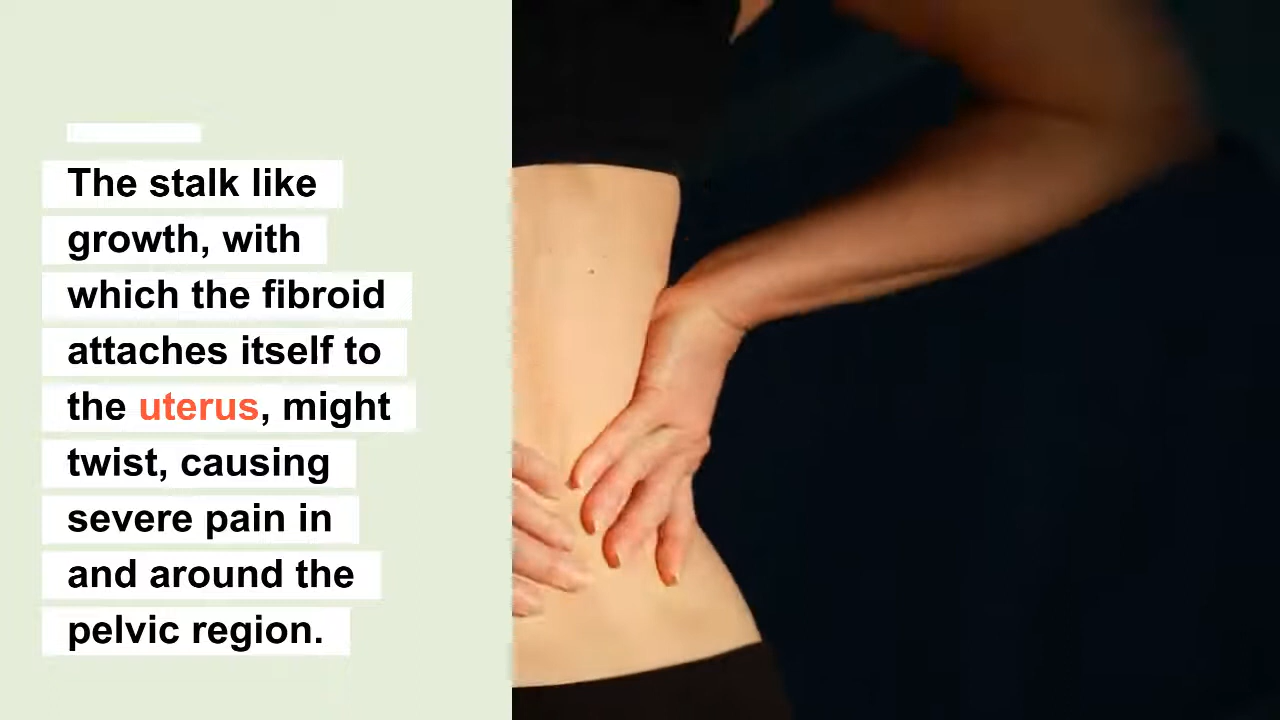 The stalk like
growth, with
which the fibroid
attaches itself to
the uterus, might
twist, causing
severe pain in
and around the
pelvic region.